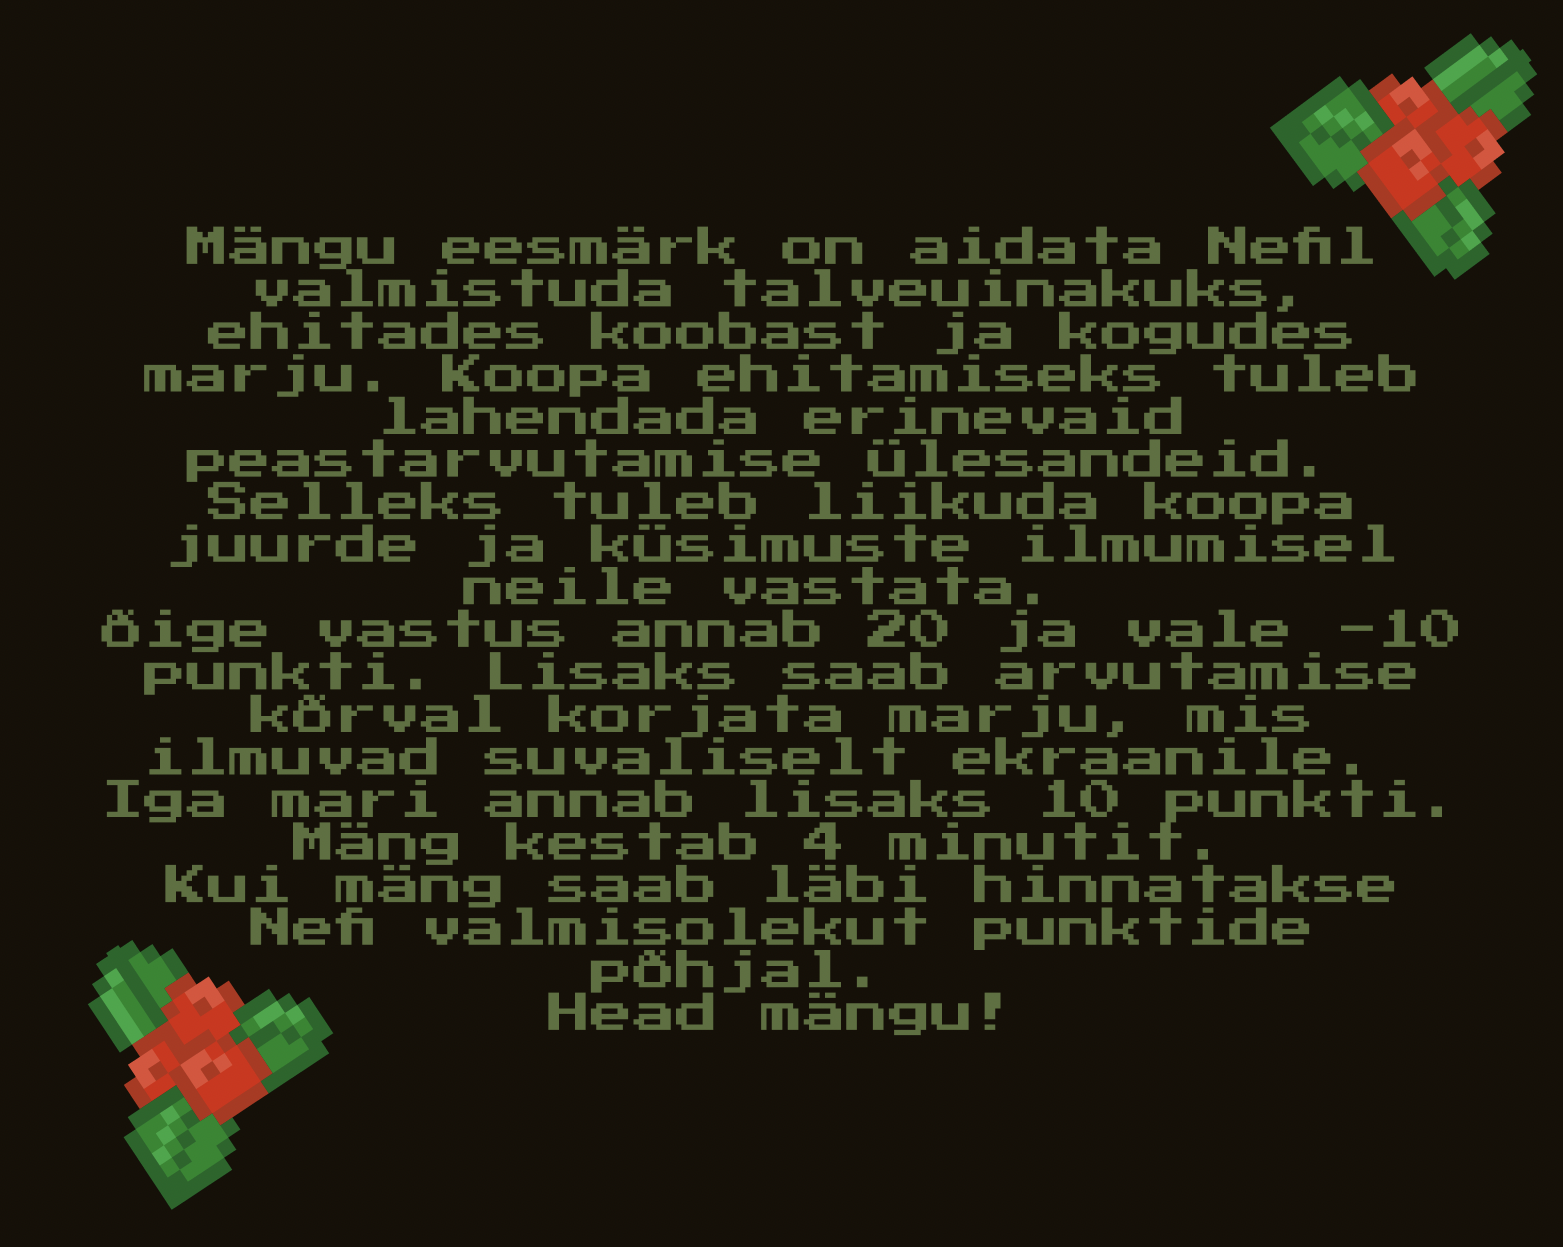 Mängu eesmärk on aidata Nefil
valmistuda talveuinakuks,
ehitades koobast ja kogudes
marju. Koopa ehitamiseks tuleb
lahendada erinevaid
peastarvutamise ülesandeid.
Selleks tuleb liikuda koopa
juurde ja küsimuste ilmumisel
neile vastata.
õige vastus annab 20 ja vale -10
punkti. Lisaks saab arvutamise
kõrval korjata marju, mis
ilmuvad suvaliselt ekraanile.
Iga mari annab lisaks 10 punkti.
Mäng kestab 4 minutit.
Kui mäng saab läbi hinnatakse
Nefi valmisolekut punktide
põhjal.
Head mängu!